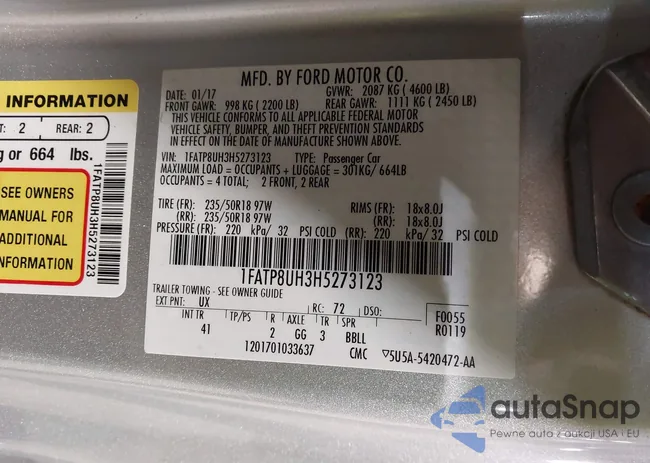 INFORMATION
T: 2 REAR: 2
g or 664 lbs.
SEE OWNERS
MANUAL FOR
ADDITIONAL
INFORMATION
1FATP8UH3H5273123
MFD. BY FORD MOTOR CO.
DATE: 01/17 GVWR: 2087 KG ( 4600 LB)
FRONT GAWR: 998 KG ( 2200 LB) REAR GAWR: 1111 KG ( 2450 LB)
THIS VEHICLE CONFORMS TO ALL APPLICABLE FEDERAL MOTOR
VEHICLE SAFETY, BUMPER, AND THEFT PREVENTION STANDARDS
IN EFFECT ON THE DATE OF MANUFACTURE SHOWN ABOVE.
VIN: 1FATP8UH3H5273123 TYPE: Passenger Car
MAXIMUM LOAD = OCCUPANTS + LUGGAGE = 301KG/ 664LB
OCCUPANTS = 4 TOTAL; 2 FRONT, 2 REAR
TIRE (FR): 235/50R18 97W RIMS (FR): 18x8.0J
(RR): 235/50R18 97W (RR): 18x8.0J
PRESSURE (FR): 220 kPa/ 32 PSI COLD (RR): 220 kPa/ 32 PSI COLD
1FATP8UH3H5273123
TRAILER TOWING - SEE OWNER GUIDE
EXT PNT: UX RC: 72 DSO: F0055
INT TR TP/PS R AXLE TR SPR R0119
41 2 GG 3 BBLL
1201701033637 CMC ▽5U5A-5420472-AA
autaSnap
Pewne auta z aukcji USA i EU